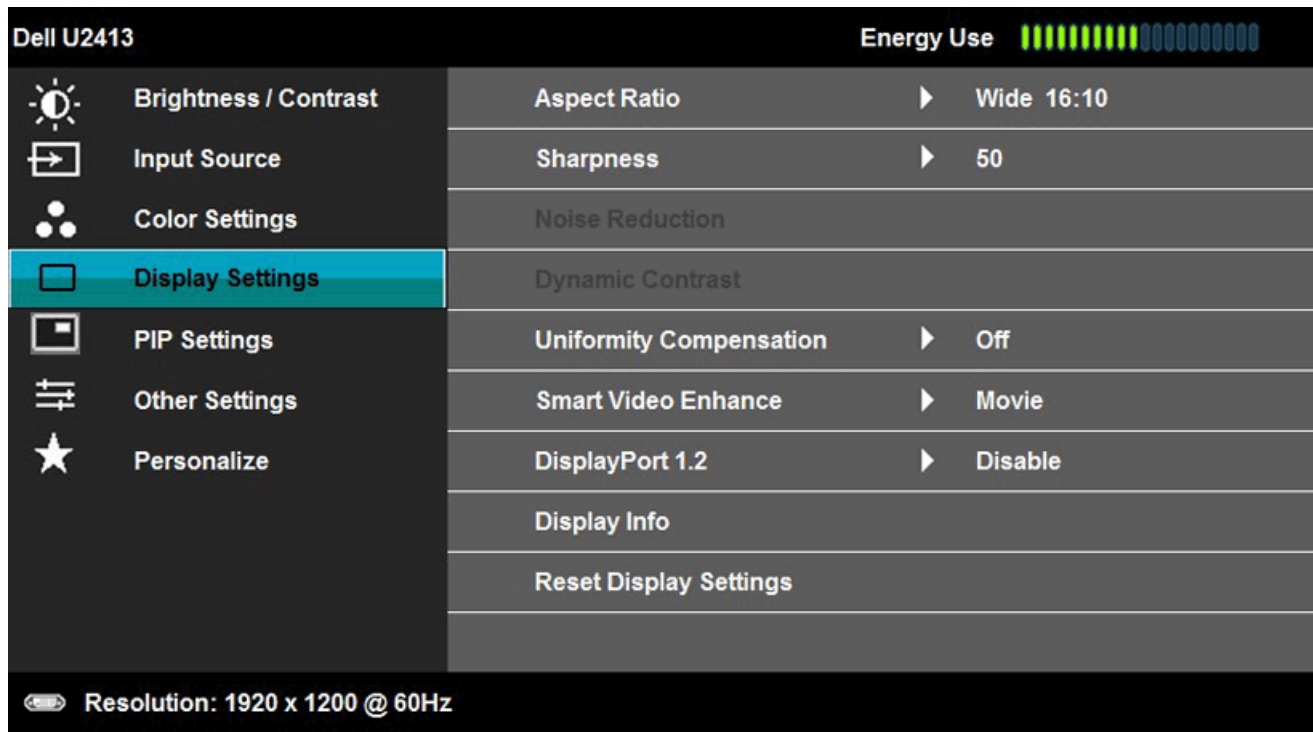 Dell U2413 Energy Use
Brightness / Contrast
Input Source
Color Settings
Display Settings
PIP Settings
Other Settings
Personalize
Aspect Ratio Wide 16:10
Sharpness 50
Noise Reduction
Dynamic Contrast
Uniformity Compensation Off
Smart Video Enhance Movie
DisplayPort 1.2 Disable
Display Info
Reset Display Settings
Resolution: 1920 x 1200 @ 60Hz